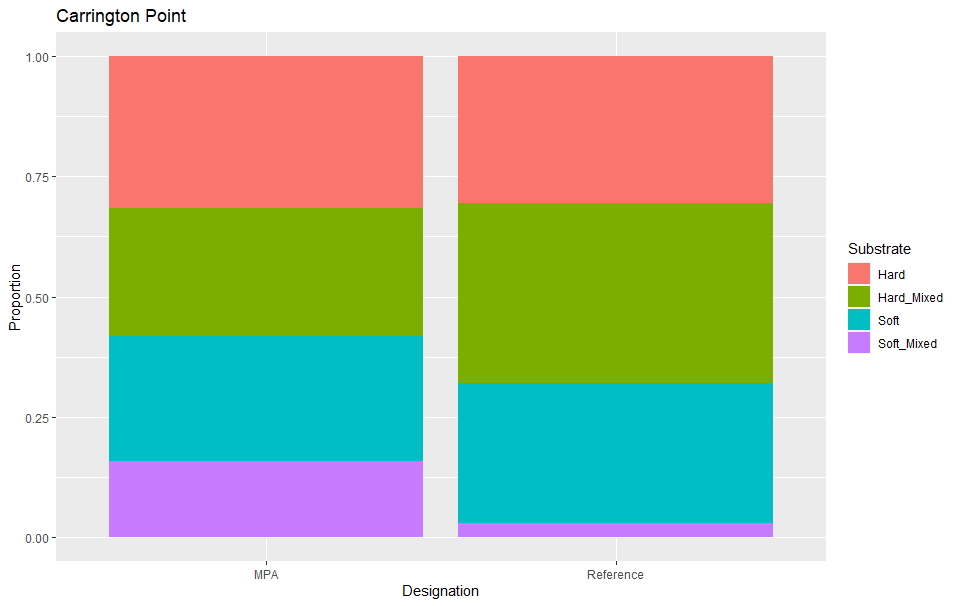 Carrington Point
1.00
0.75
0.50
0.25
0.00
Proportion
MPA
Reference
Designation
Substrate
Hard
Hard_Mixed
Soft
Soft_Mixed